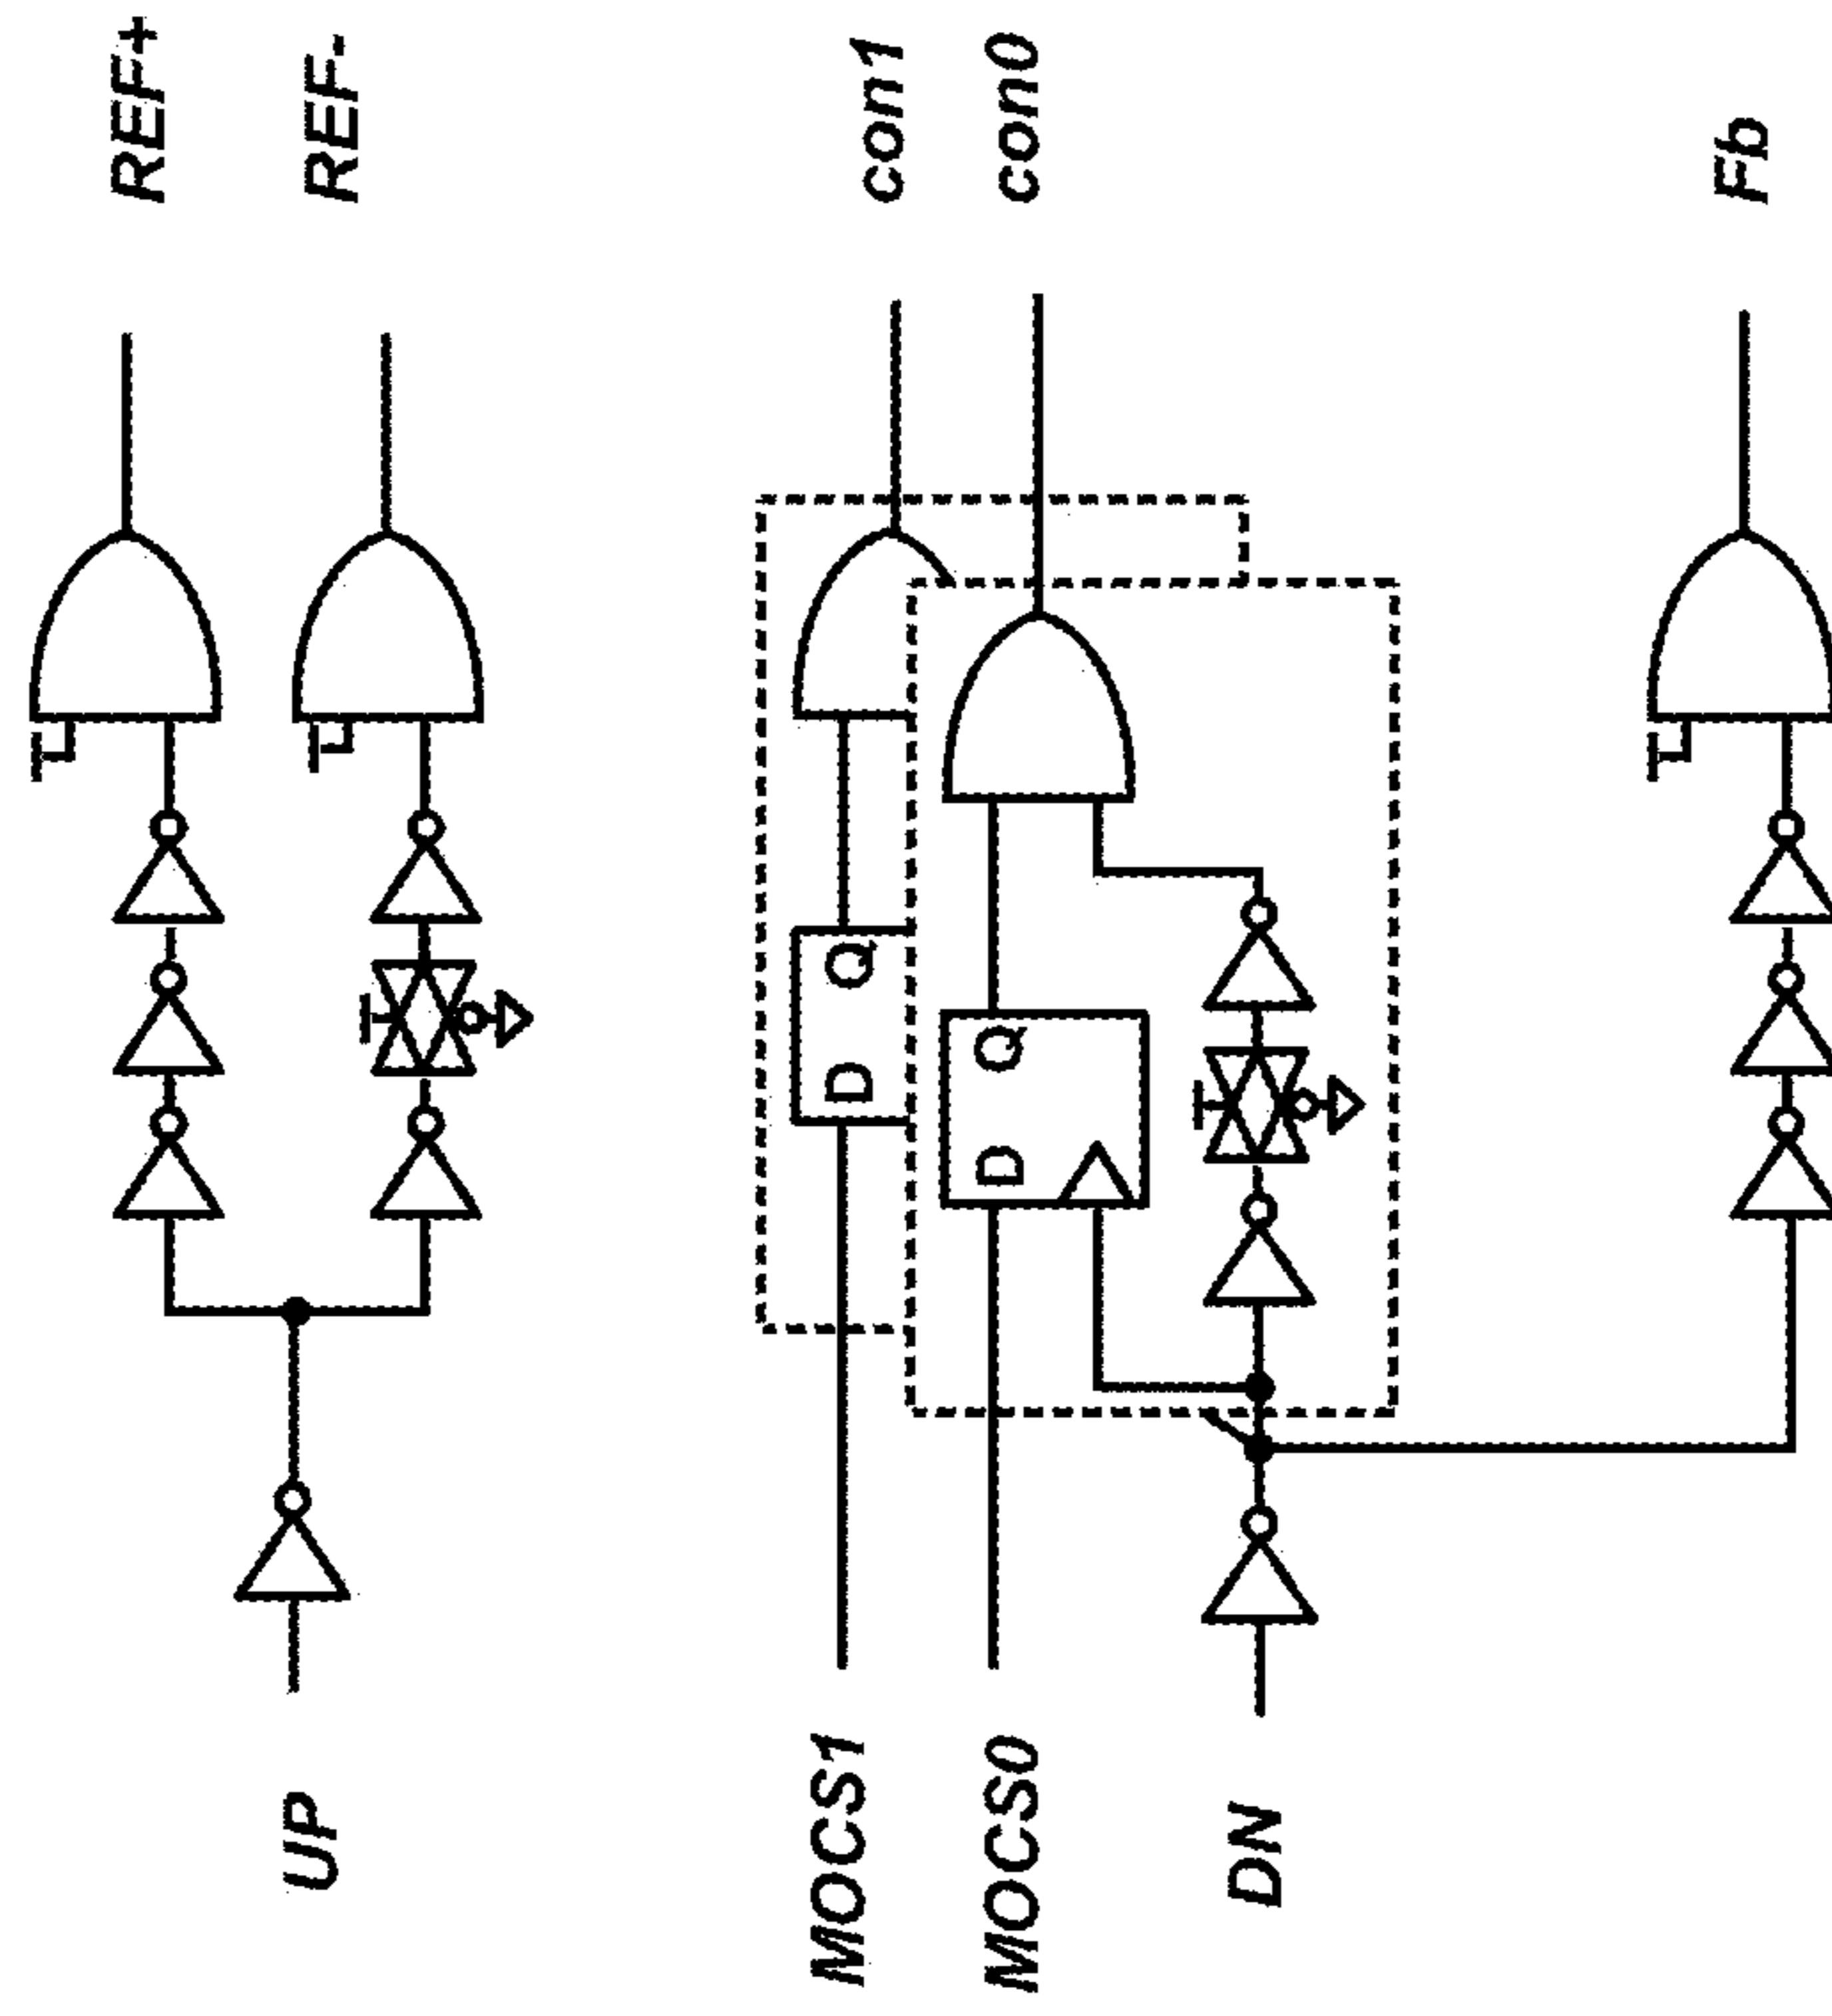 REF+
REF-
con1
con0
Fb
D Q
D Q
UP
MOCS1
MOCS0
DN